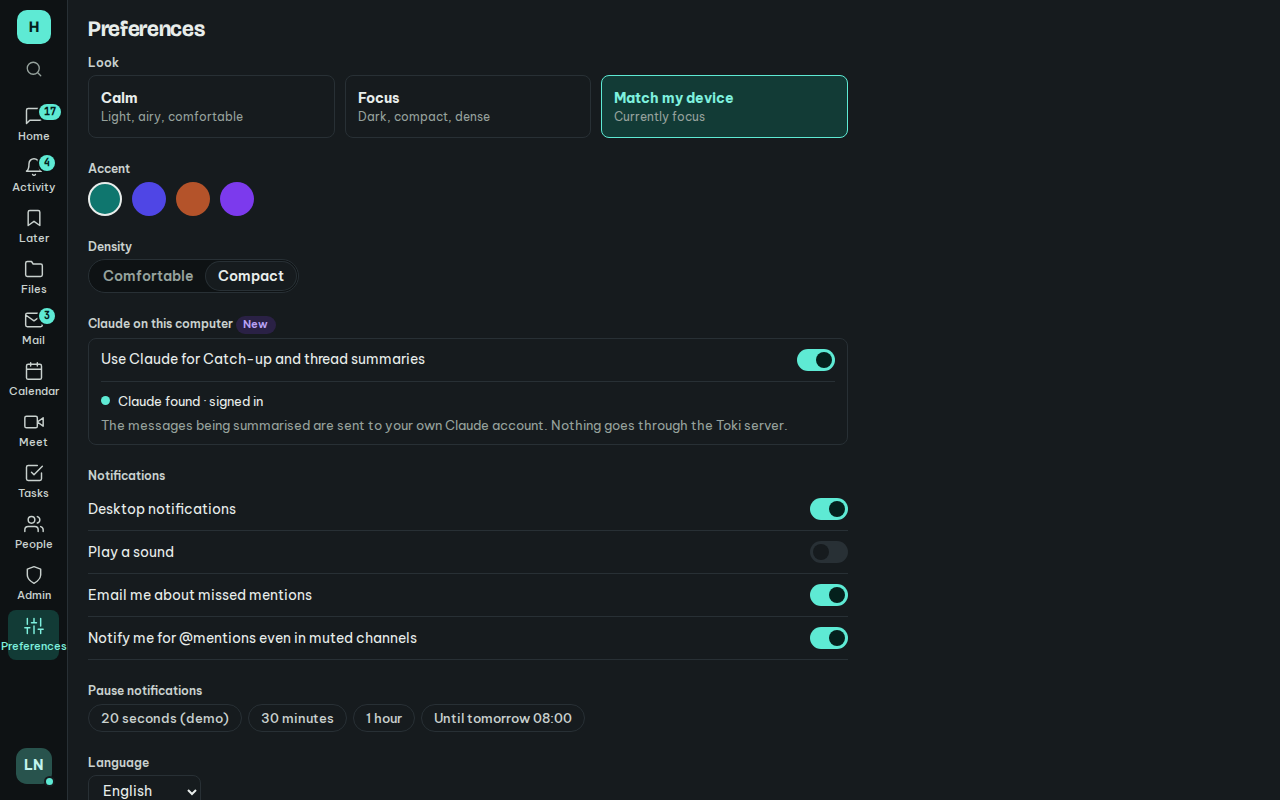 H
Preferences
Look
Calm
Light, airy, comfortable
Focus
Dark, compact, dense
Match my device
Currently focus
17
Home
4
Activity
Later
Files
3
Mail
Calendar
Meet
Tasks
People
Admin
Preferences
LN
Accent
Density
Comfortable Compact
Claude on this computer New
Use Claude for Catch-up and thread summaries
Claude found · signed in
The messages being summarised are sent to your own Claude account. Nothing goes through the Toki server.
Notifications
Desktop notifications
Play a sound
Email me about missed mentions
Notify me for @mentions even in muted channels
Pause notifications
20 seconds (demo) 30 minutes 1 hour Until tomorrow 08:00
Language
English